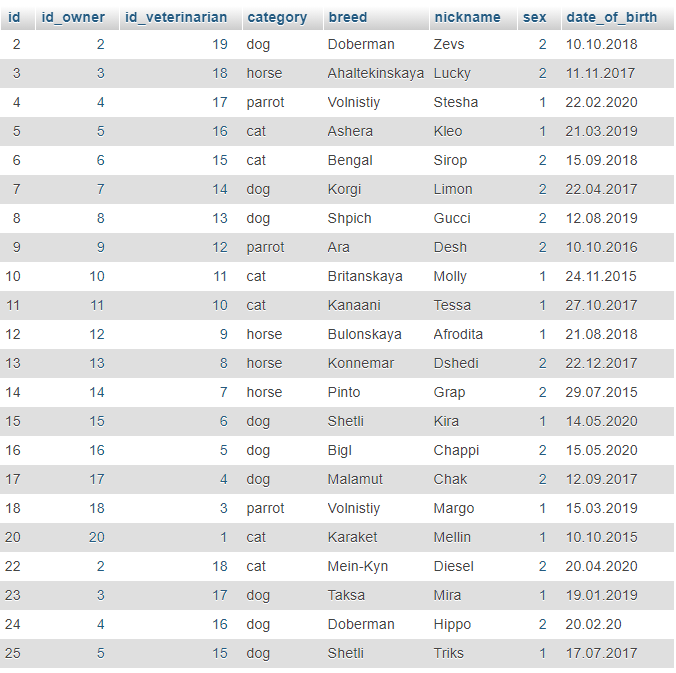 id id_owner id_veterinarian category breed nickname sex date_of_birth
2 2 19 dog Doberman Zevs 2 10.10.2018
3 3 18 horse Ahaltekinskaya Lucky 2 11.11.2017
4 4 17 parrot Volnistiy Stesha 1 22.02.2020
5 5 16 cat Ashera Kleo 1 21.03.2019
6 6 15 cat Bengal Sirop 2 15.09.2018
7 7 14 dog Korgi Limon 2 22.04.2017
8 8 13 dog Shpich Gucci 2 12.08.2019
9 9 12 parrot Ara Desh 2 10.10.2016
10 10 11 cat Britanskaya Molly 1 24.11.2015
11 11 10 cat Kanaani Tessa 1 27.10.2017
12 12 9 horse Bulonskaya Afrodita 1 21.08.2018
13 13 8 horse Konnemar Dshedi 2 22.12.2017
14 14 7 horse Pinto Grap 2 29.07.2015
15 15 6 dog Shetli Kira 1 14.05.2020
16 16 5 dog Bigl Chappi 2 15.05.2020
17 17 4 dog Malamut Chak 2 12.09.2017
18 18 3 parrot Volnistiy Margo 1 15.03.2019
20 20 1 cat Karaket Mellin 1 10.10.2015
22 2 18 cat Mein-Kyn Diesel 2 20.04.2020
23 3 17 dog Taksa Mira 1 19.01.2019
24 4 16 dog Doberman Hippo 2 20.02.20
25 5 15 dog Shetli Triks 1 17.07.2017